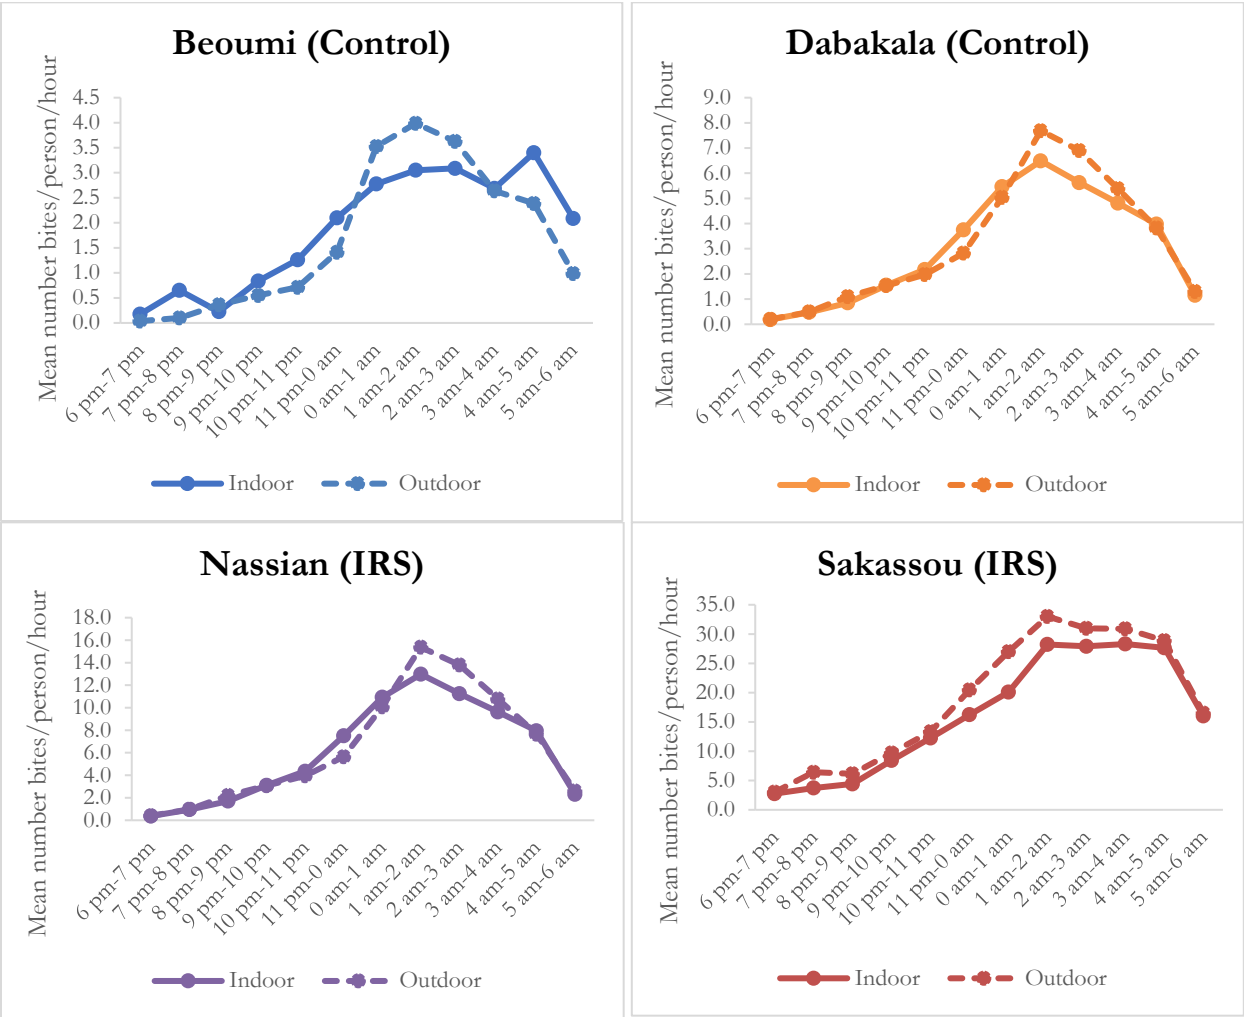 Beoumi (Control)
Mean number bites/person/hour
4.5
4.0
3.5
3.0
2.5
2.0
1.5
1.0
0.5
0.0
6 pm-7 pm
7 pm-8 pm
8 pm-9 pm
9 pm-10 pm
10 pm-11 pm
11 pm-0 am
0 am-1 am
1 am-2 am
2 am-3 am
3 am-4 am
4 am-5 am
5 am-6 am
Indoor Outdoor
Dabakala (Control)
Mean number bites/person/hour
9.0
8.0
7.0
6.0
5.0
4.0
3.0
2.0
1.0
0.0
6 pm-7 pm
7 pm-8 pm
8 pm-9 pm
9 pm-10 pm
10 pm-11 pm
11 pm-0 am
0 am-1 am
1 am-2 am
2 am-3 am
3 am-4 am
4 am-5 am
5 am-6 am
Indoor Outdoor
Nassian (IRS)
Mean number bites/person/hour
18.0
16.0
14.0
12.0
10.0
8.0
6.0
4.0
2.0
0.0
6 pm-7 pm
7 pm-8 pm
8 pm-9 pm
9 pm-10 pm
10 pm-11 pm
11 pm-0 am
0 am-1 am
1 am-2 am
2 am-3 am
3 am-4 am
4 am-5 am
5 am-6 am
Indoor Outdoor
Sakassou (IRS)
Mean number bites/person/hour
35.0
30.0
25.0
20.0
15.0
10.0
5.0
0.0
6 pm-7 pm
7 pm-8 pm
8 pm-9 pm
9 pm-10 pm
10 pm-11 pm
11 pm-0 am
0 am-1 am
1 am-2 am
2 am-3 am
3 am-4 am
4 am-5 am
5 am-6 am
Indoor Outdoor